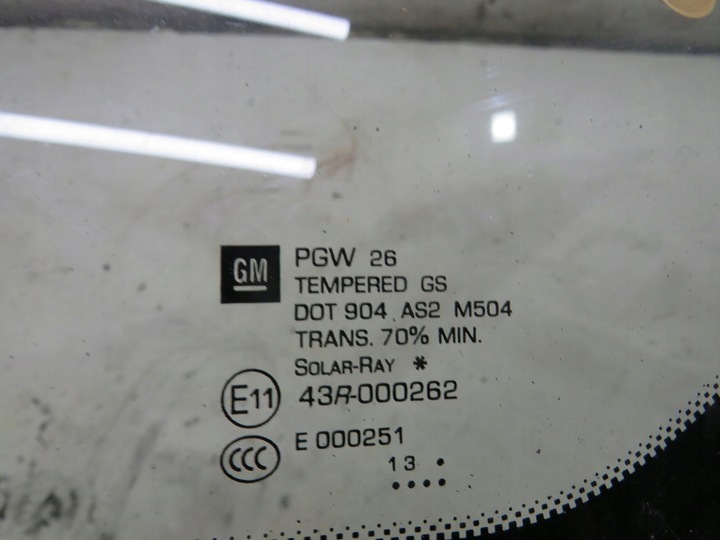 GM
PGW 26
TEMPERED GS
DOT 904 AS2 M504
TRANS. 70% MIN.
SOLAR-RAY *
E11 43R-000262
CCC E 000251
13 •
••••